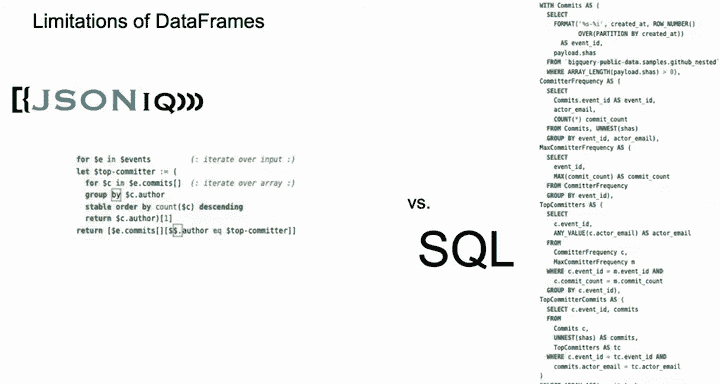 Limitations of DataFrames
[{JSONIQ)))
for $e in $events (: iterate over input :)
let $top-committer := (
for $c in $e.commits[] (: iterate over array :)
group by $c.author
stable order by count($c) descending
return $c.author)[1]
return [$e.commits[][$$.author eq $top-committer]]
vs.
SQL
WITH Commits AS (
SELECT
FORMAT('%s-%i', created_at, ROW_NUMBER()
OVER(PARTITION BY created_at))
AS event_id,
payload.shas
FROM `bigquery-public-data.samples.github_nested`
WHERE ARRAY_LENGTH(payload.shas) > 0),
CommitterFrequency AS (
SELECT
Commits.event_id AS event_id,
actor_email,
COUNT(*) commit_count
FROM Commits, UNNEST(shas)
GROUP BY event_id, actor_email),
MaxCommitterFrequency AS (
SELECT
event_id,
MAX(commit_count) AS commit_count
FROM CommitterFrequency
GROUP BY event_id),
TopCommitters AS (
SELECT
c.event_id,
ANY_VALUE(c.actor_email) AS actor_email
FROM
CommitterFrequency c,
MaxCommitterFrequency m
WHERE c.event_id = m.event_id AND
c.commit_count = m.commit_count
GROUP BY c.event_id),
TopCommitterCommits AS (
SELECT c.event_id, commits
FROM
Commits c,
UNNEST(shas) AS commits,
TopCommitters AS tc
WHERE c.event_id = tc.event_id AND
commits.actor_email = tc.actor_email
)